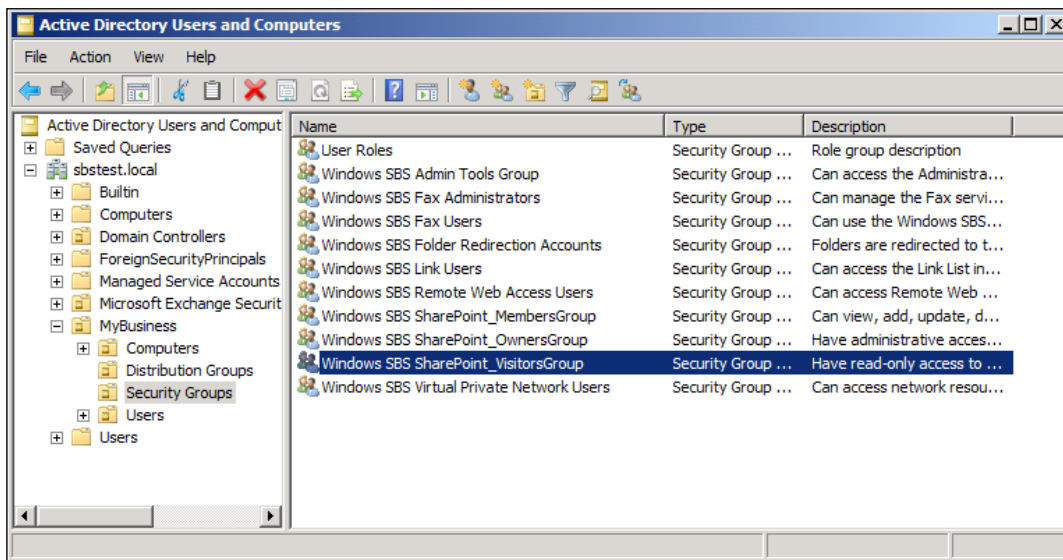 Active Directory Users and Computers
File Action View Help
Active Directory Users and Comput
Saved Queries
sbstest.local
Builtin
Computers
Domain Controllers
ForeignSecurityPrincipals
Managed Service Accounts
Microsoft Exchange Securit
MyBusiness
Computers
Distribution Groups
Security Groups
Users
Users
Name Type Description
User Roles Security Group ... Role group description
Windows SBS Admin Tools Group Security Group ... Can access the Administra...
Windows SBS Fax Administrators Security Group ... Can manage the Fax servi...
Windows SBS Fax Users Security Group ... Can use the Windows SBS...
Windows SBS Folder Redirection Accounts Security Group ... Folders are redirected to t...
Windows SBS Link Users Security Group ... Can access the Link List in...
Windows SBS Remote Web Access Users Security Group ... Can access Remote Web ...
Windows SBS SharePoint_MembersGroup Security Group ... Can view, add, update, d...
Windows SBS SharePoint_OwnersGroup Security Group ... Have administrative acces...
Windows SBS SharePoint_VisitorsGroup Security Group ... Have read-only access to ...
Windows SBS Virtual Private Network Users Security Group ... Can access network resou...